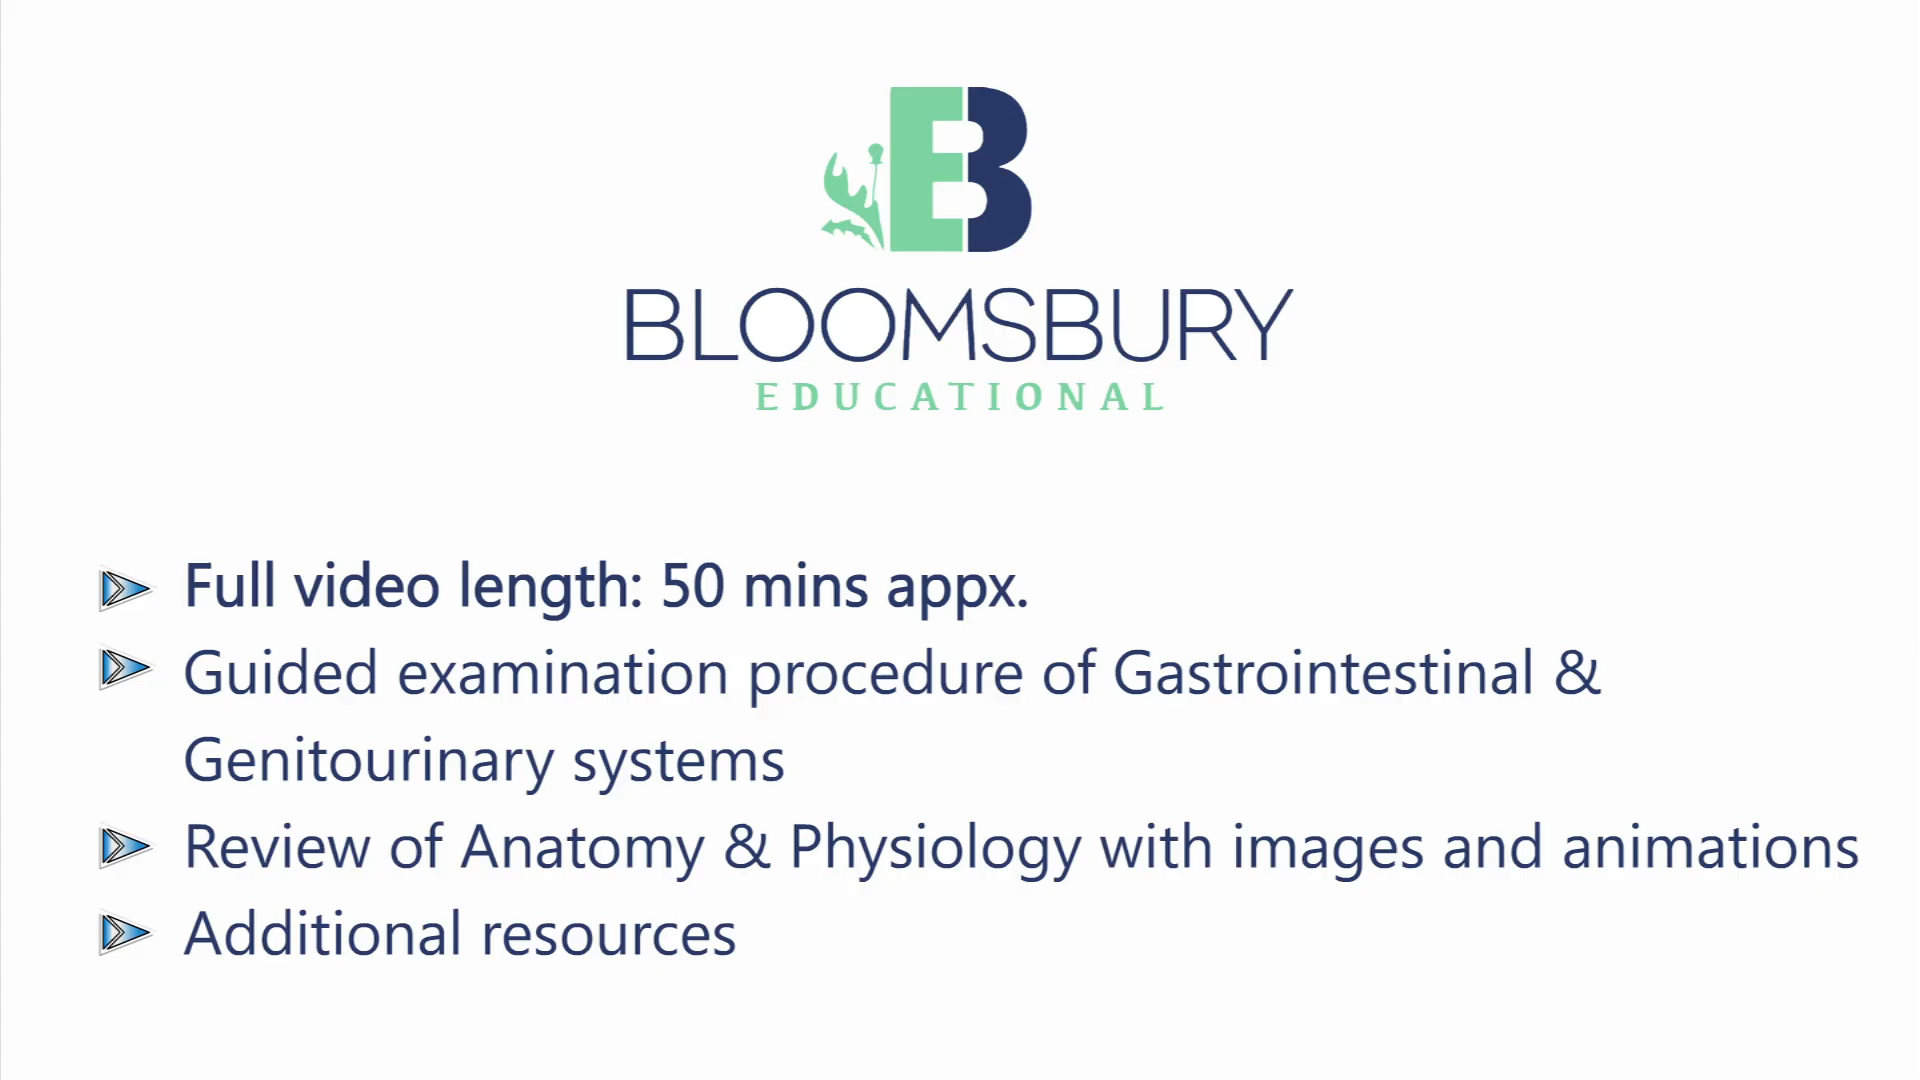 EB
BLOOMSBURY
EDUCATIONAL
Full video length: 50 mins appx.
Guided examination procedure of Gastrointestinal &
Genitourinary systems
Review of Anatomy & Physiology with images and animations
Additional resources